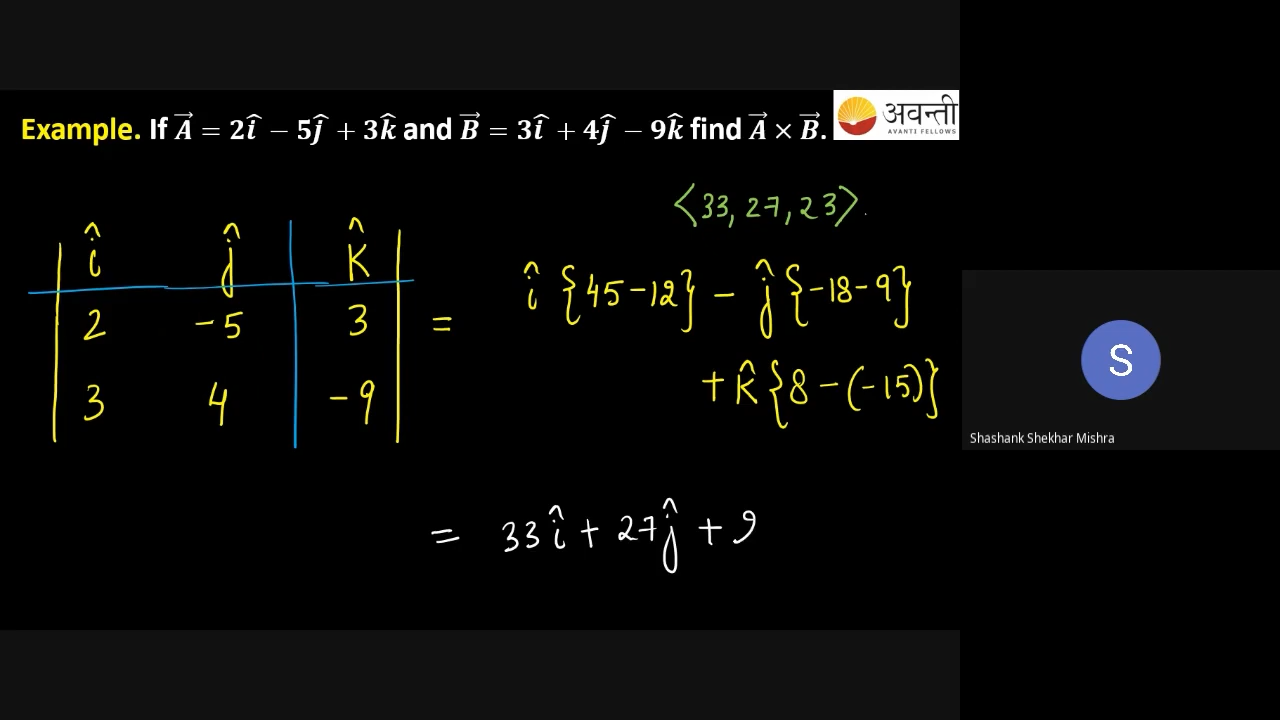 Example. If A⃗ = 2î − 5ĵ + 3k̂ and B⃗ = 3î + 4ĵ − 9k̂ find A⃗ × B⃗.
अवन्ती
AVANTI FELLOWS
<33, 27, 23>.
î ĵ k̂
2 -5 3
3 4 -9
= î {45-12} - ĵ {-18-9}
+ k̂ {8-(-15)}
= 33î + 27ĵ + 9
S
Shashank Shekhar Mishra